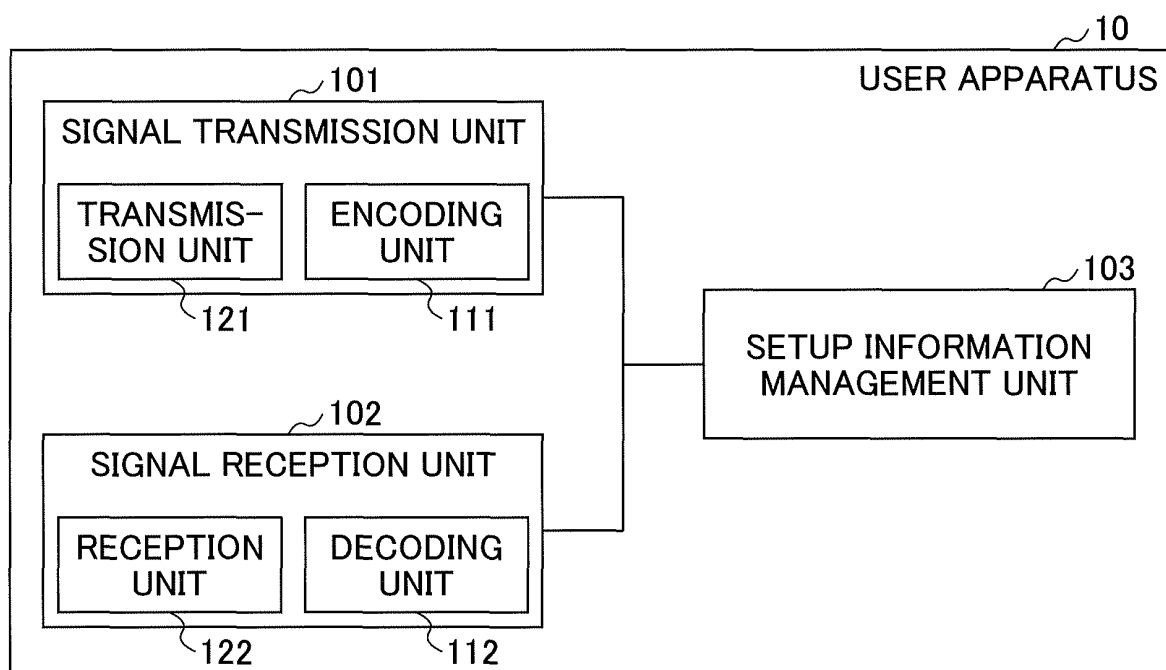 10
USER APPARATUS
101
SIGNAL TRANSMISSION UNIT
TRANSMIS-
SION UNIT
121
ENCODING
UNIT
111
103
SETUP INFORMATION
MANAGEMENT UNIT
102
SIGNAL RECEPTION UNIT
RECEPTION
UNIT
122
DECODING
UNIT
112